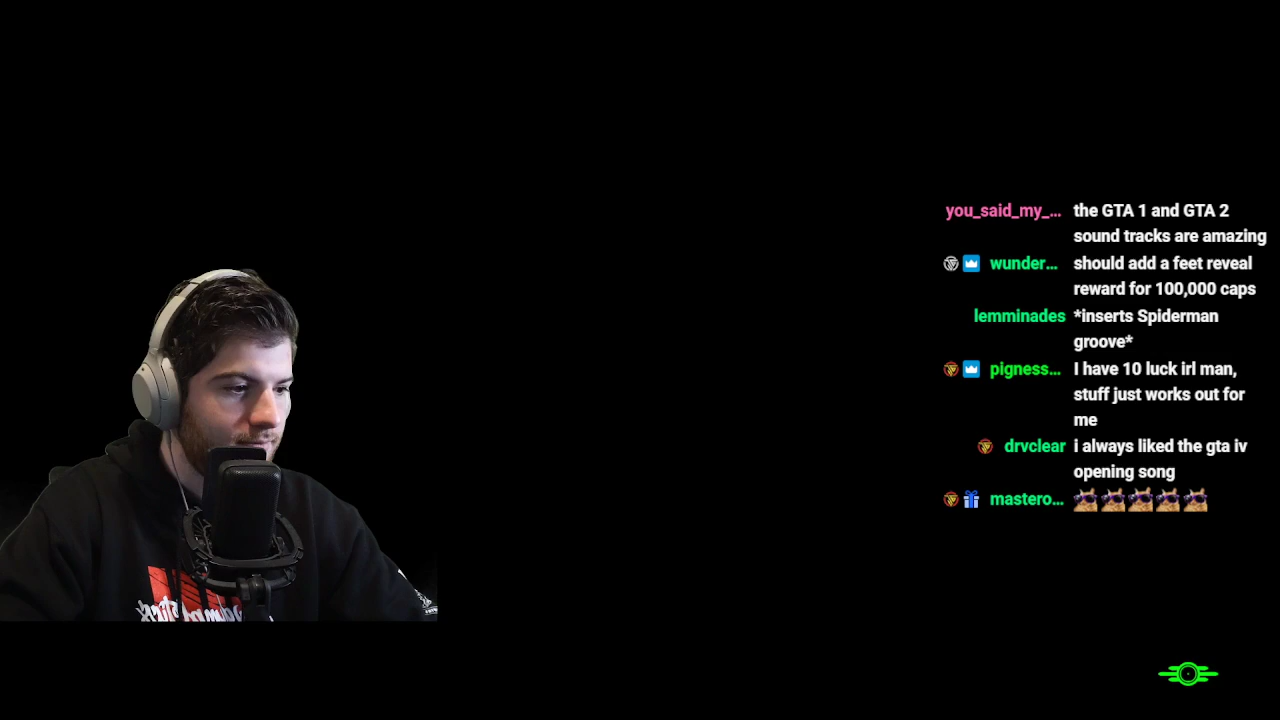 you_said_my_... the GTA 1 and GTA 2
sound tracks are amazing
wunder... should add a feet reveal
reward for 100,000 caps
lemminades *inserts Spiderman
groove*
pigness... I have 10 luck irl man,
stuff just works out for
me
drvclear i always liked the gta iv
opening song
mastero...